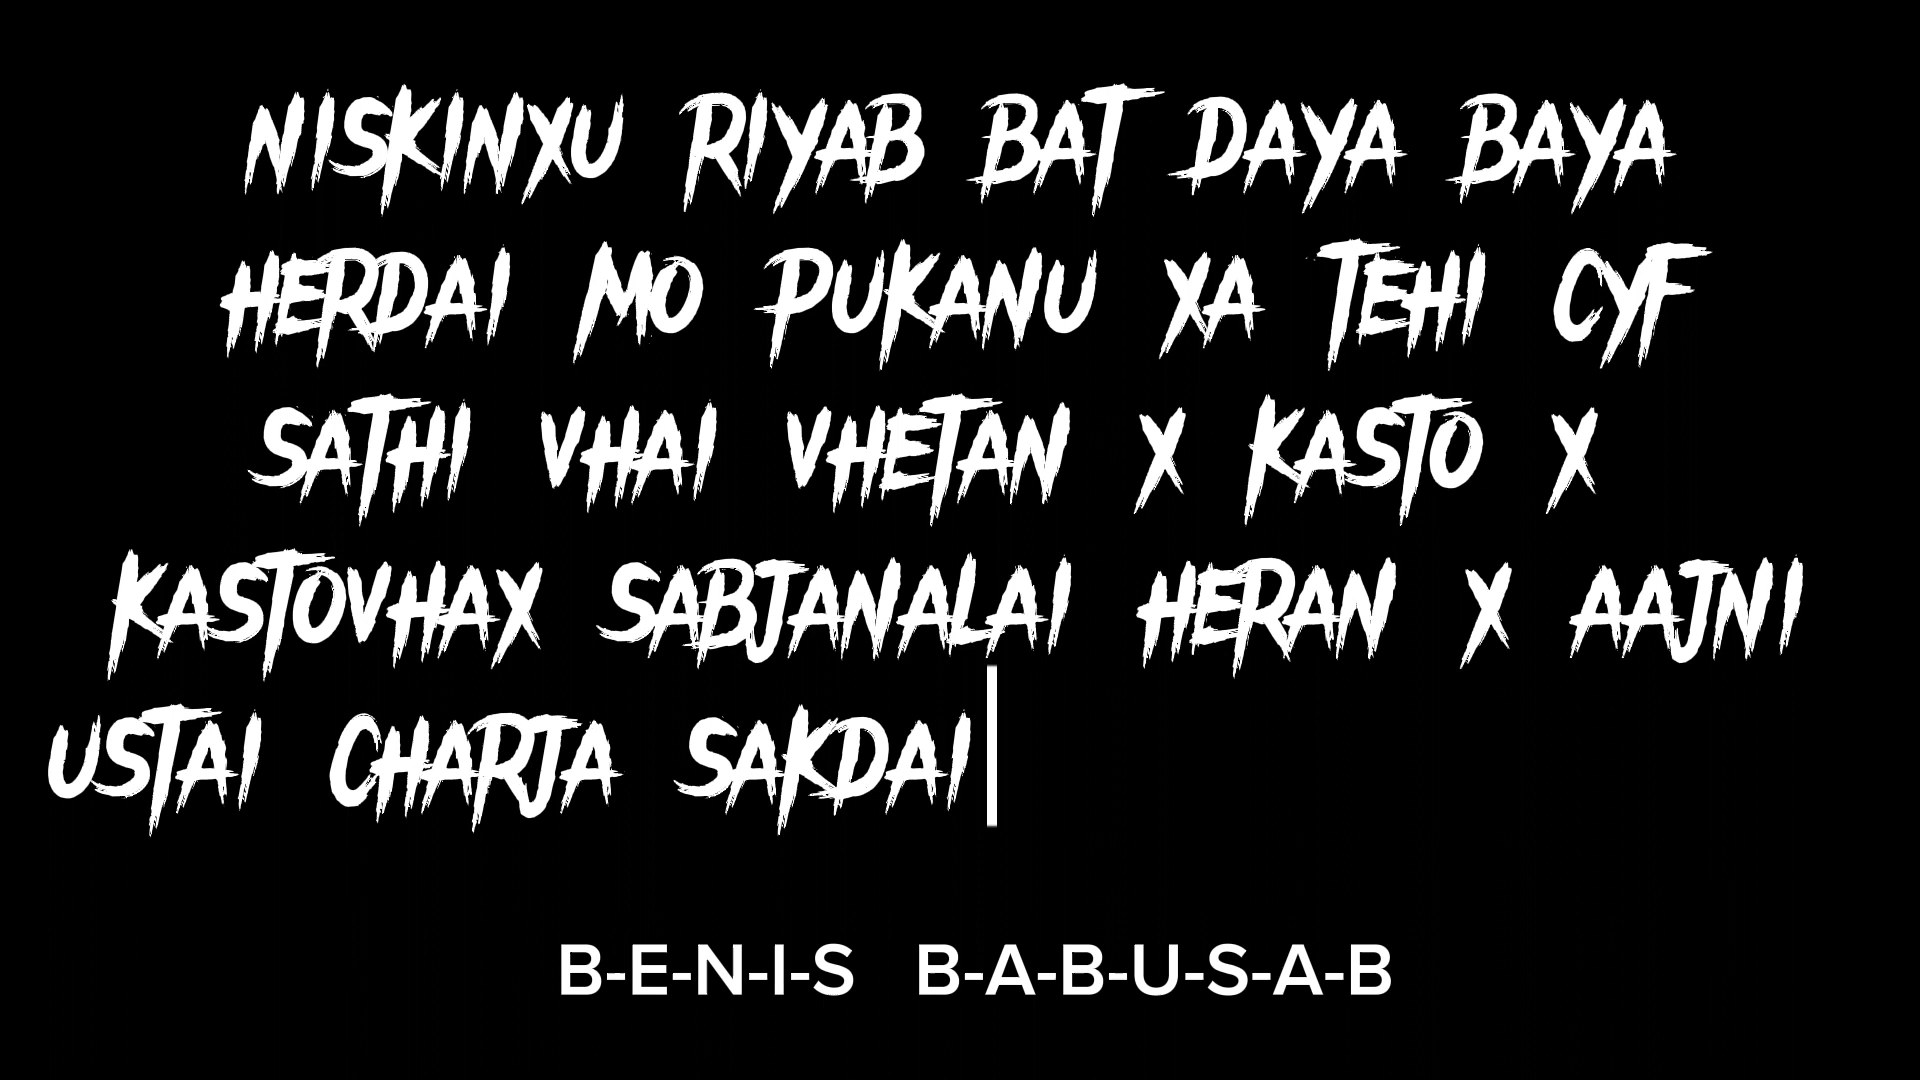 NISKINXU RIYAB BAT DAYA BAYA
HERDAI MO PUKANU XA TEHI CYF
SATHI VHAI VHETAN X KASTO X
KASTOVHAX SABJANALAI HERAN X AAJNI
USTAI CHARJA SAKDAI
B-E-N-I-S B-A-B-U-S-A-B